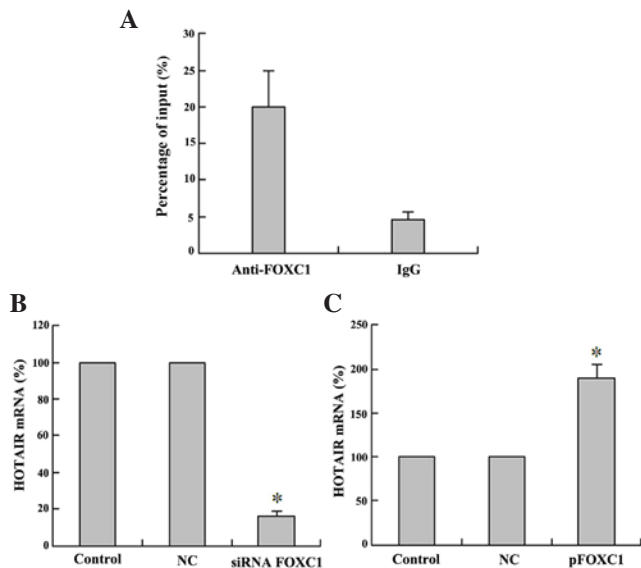 A
Percentage of input (%)
30
25
20
15
10
5
0
Anti-FOXC1
IgG
B
HOTAIR mRNA (%)
120
100
80
60
40
20
0
*
Control
NC
siRNA FOXC1
C
HOTAIR mRNA (%)
250
200
150
100
50
0
*
Control
NC
pFOXC1